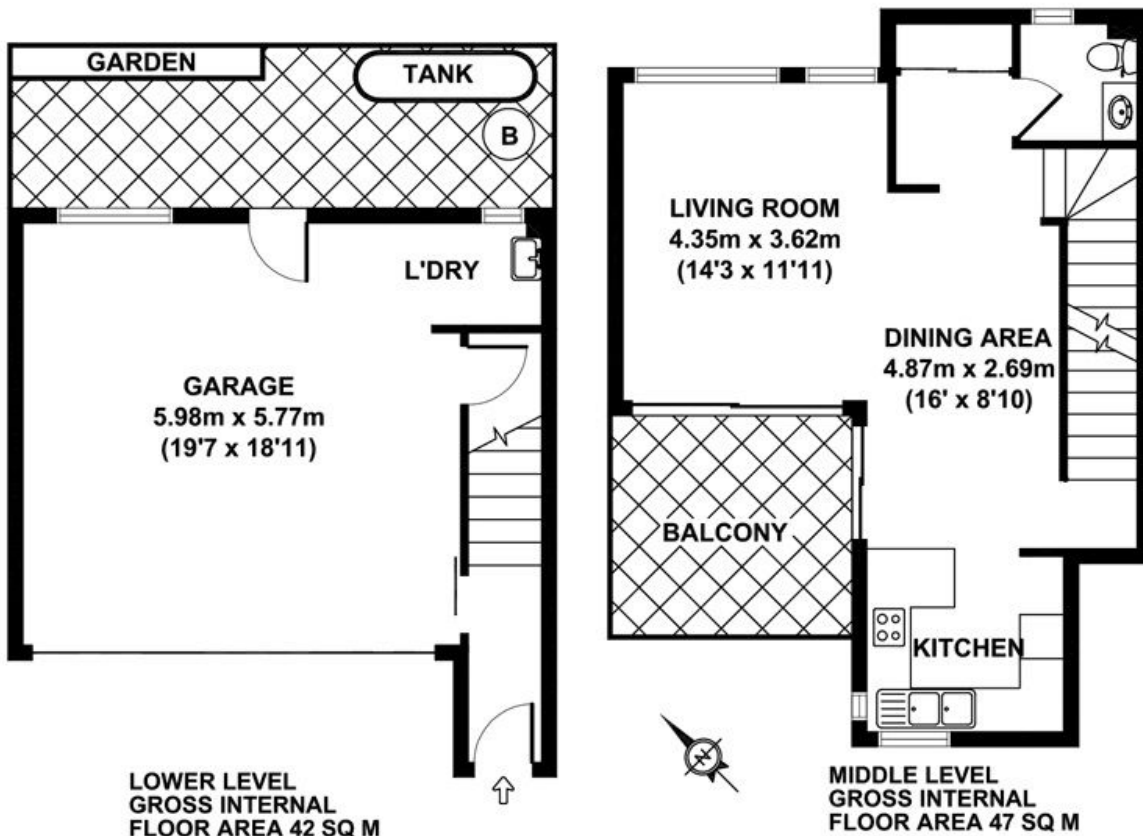 GARDEN
TANK
B
L'DRY
GARAGE
5.98m x 5.77m
(19'7 x 18'11)
LOWER LEVEL
GROSS INTERNAL
FLOOR AREA 42 SQ M
LIVING ROOM
4.35m x 3.62m
(14'3 x 11'11)
DINING AREA
4.87m x 2.69m
(16' x 8'10)
BALCONY
KITCHEN
N
MIDDLE LEVEL
GROSS INTERNAL
FLOOR AREA 47 SQ M